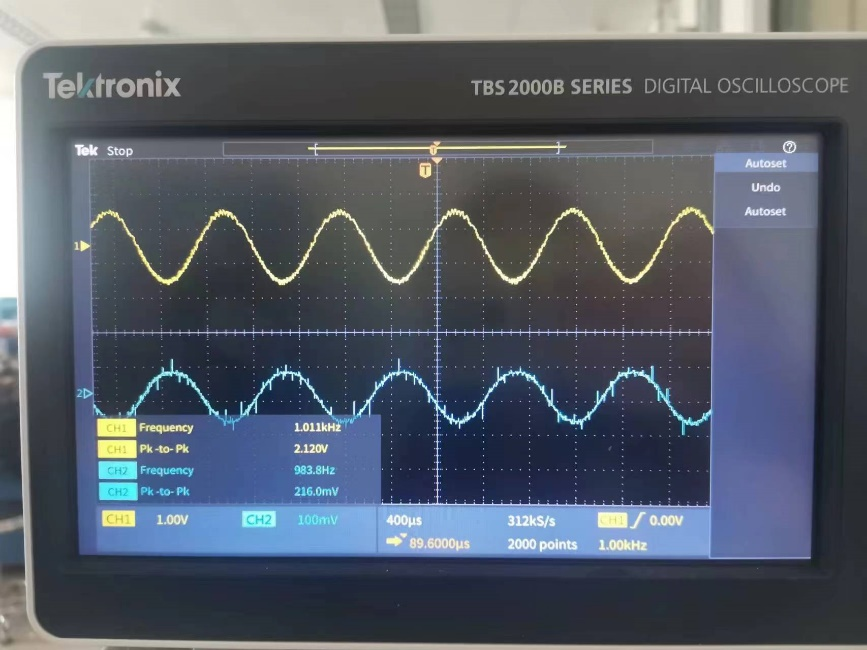 Tektronix
TBS 2000B SERIES DIGITAL OSCILLOSCOPE
Tek Stop
T
?
Autoset
Undo
Autoset
T
1
2
CH1 Frequency 1.011kHz
CH1 Pk-to-Pk 2.120V
CH2 Frequency 983.8Hz
CH2 Pk-to-Pk 216.0mV
CH1 1.00V CH2 100mV 400μs 312kS/s CH1 0.00V
89.6000μs 2000 points 1.00kHz